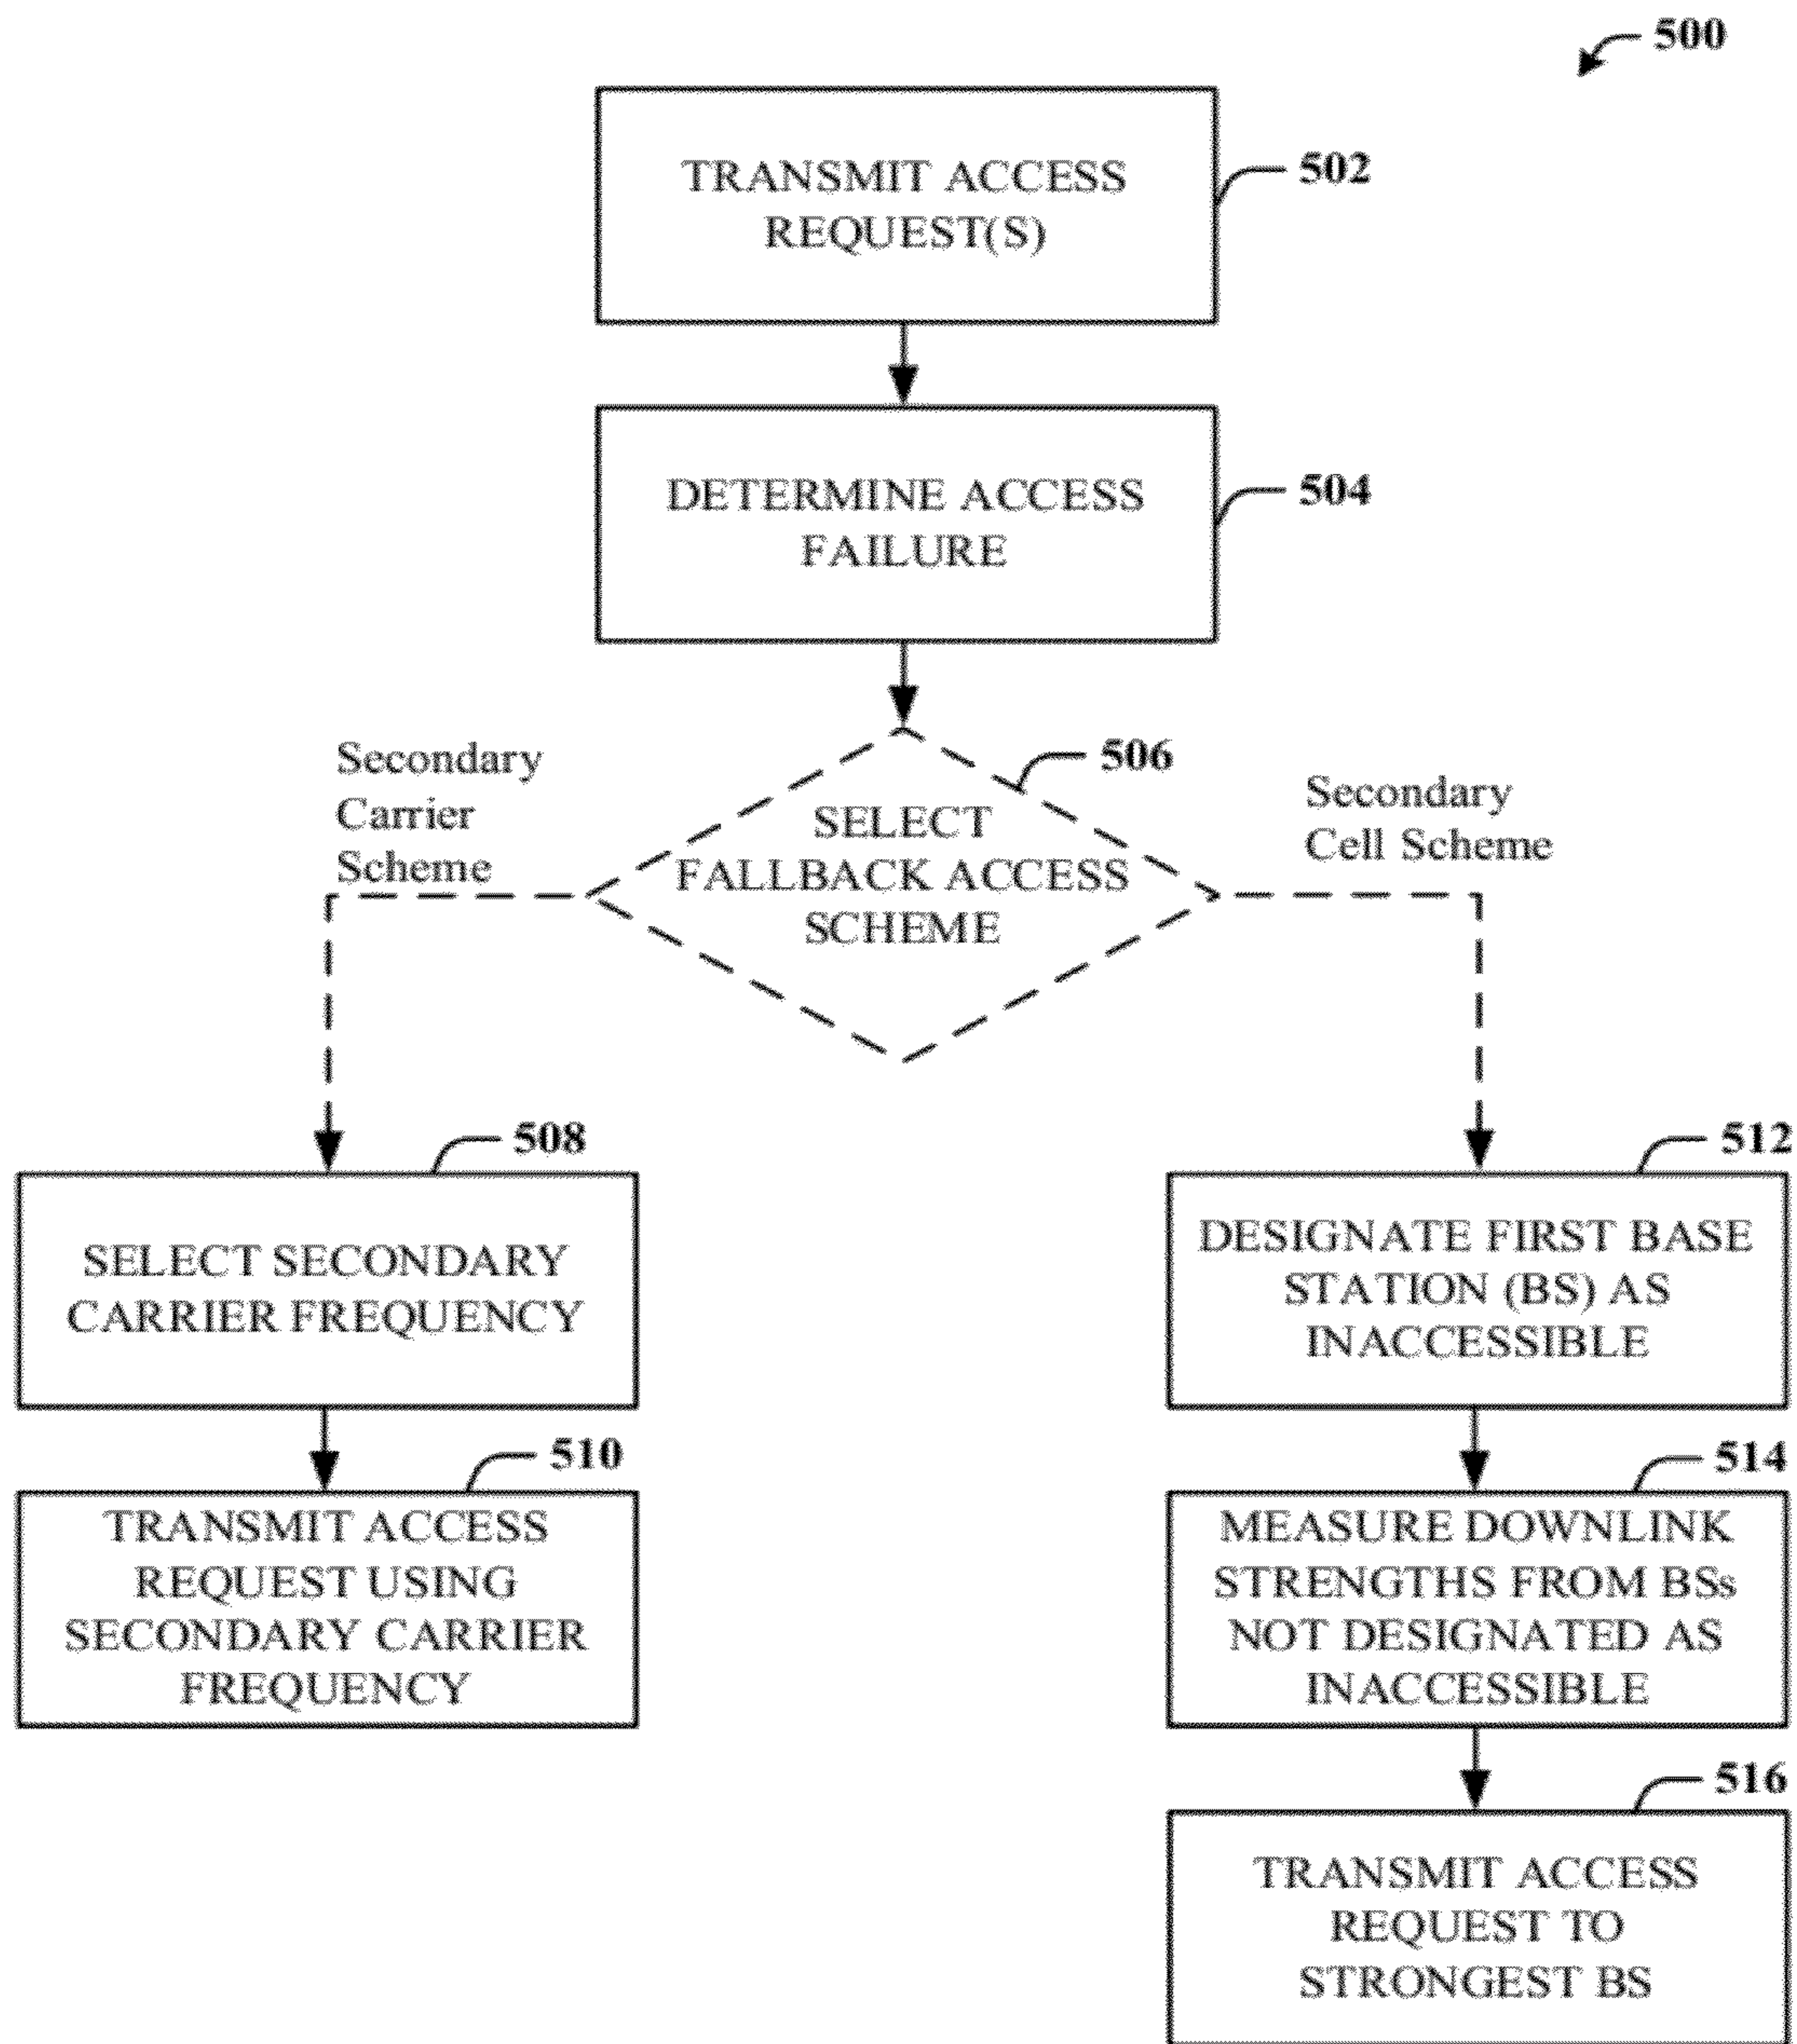 500
TRANSMIT ACCESS
REQUEST(S)
502
DETERMINE ACCESS
FAILURE
504
Secondary
Carrier
Scheme
506
SELECT
FALLBACK ACCESS
SCHEME
Secondary
Cell Scheme
508
SELECT SECONDARY
CARRIER FREQUENCY
510
TRANSMIT ACCESS
REQUEST USING
SECONDARY CARRIER
FREQUENCY
512
DESIGNATE FIRST BASE
STATION (BS) AS
INACCESSIBLE
514
MEASURE DOWNLINK
STRENGTHS FROM BSs
NOT DESIGNATED AS
INACCESSIBLE
516
TRANSMIT ACCESS
REQUEST TO
STRONGEST BS